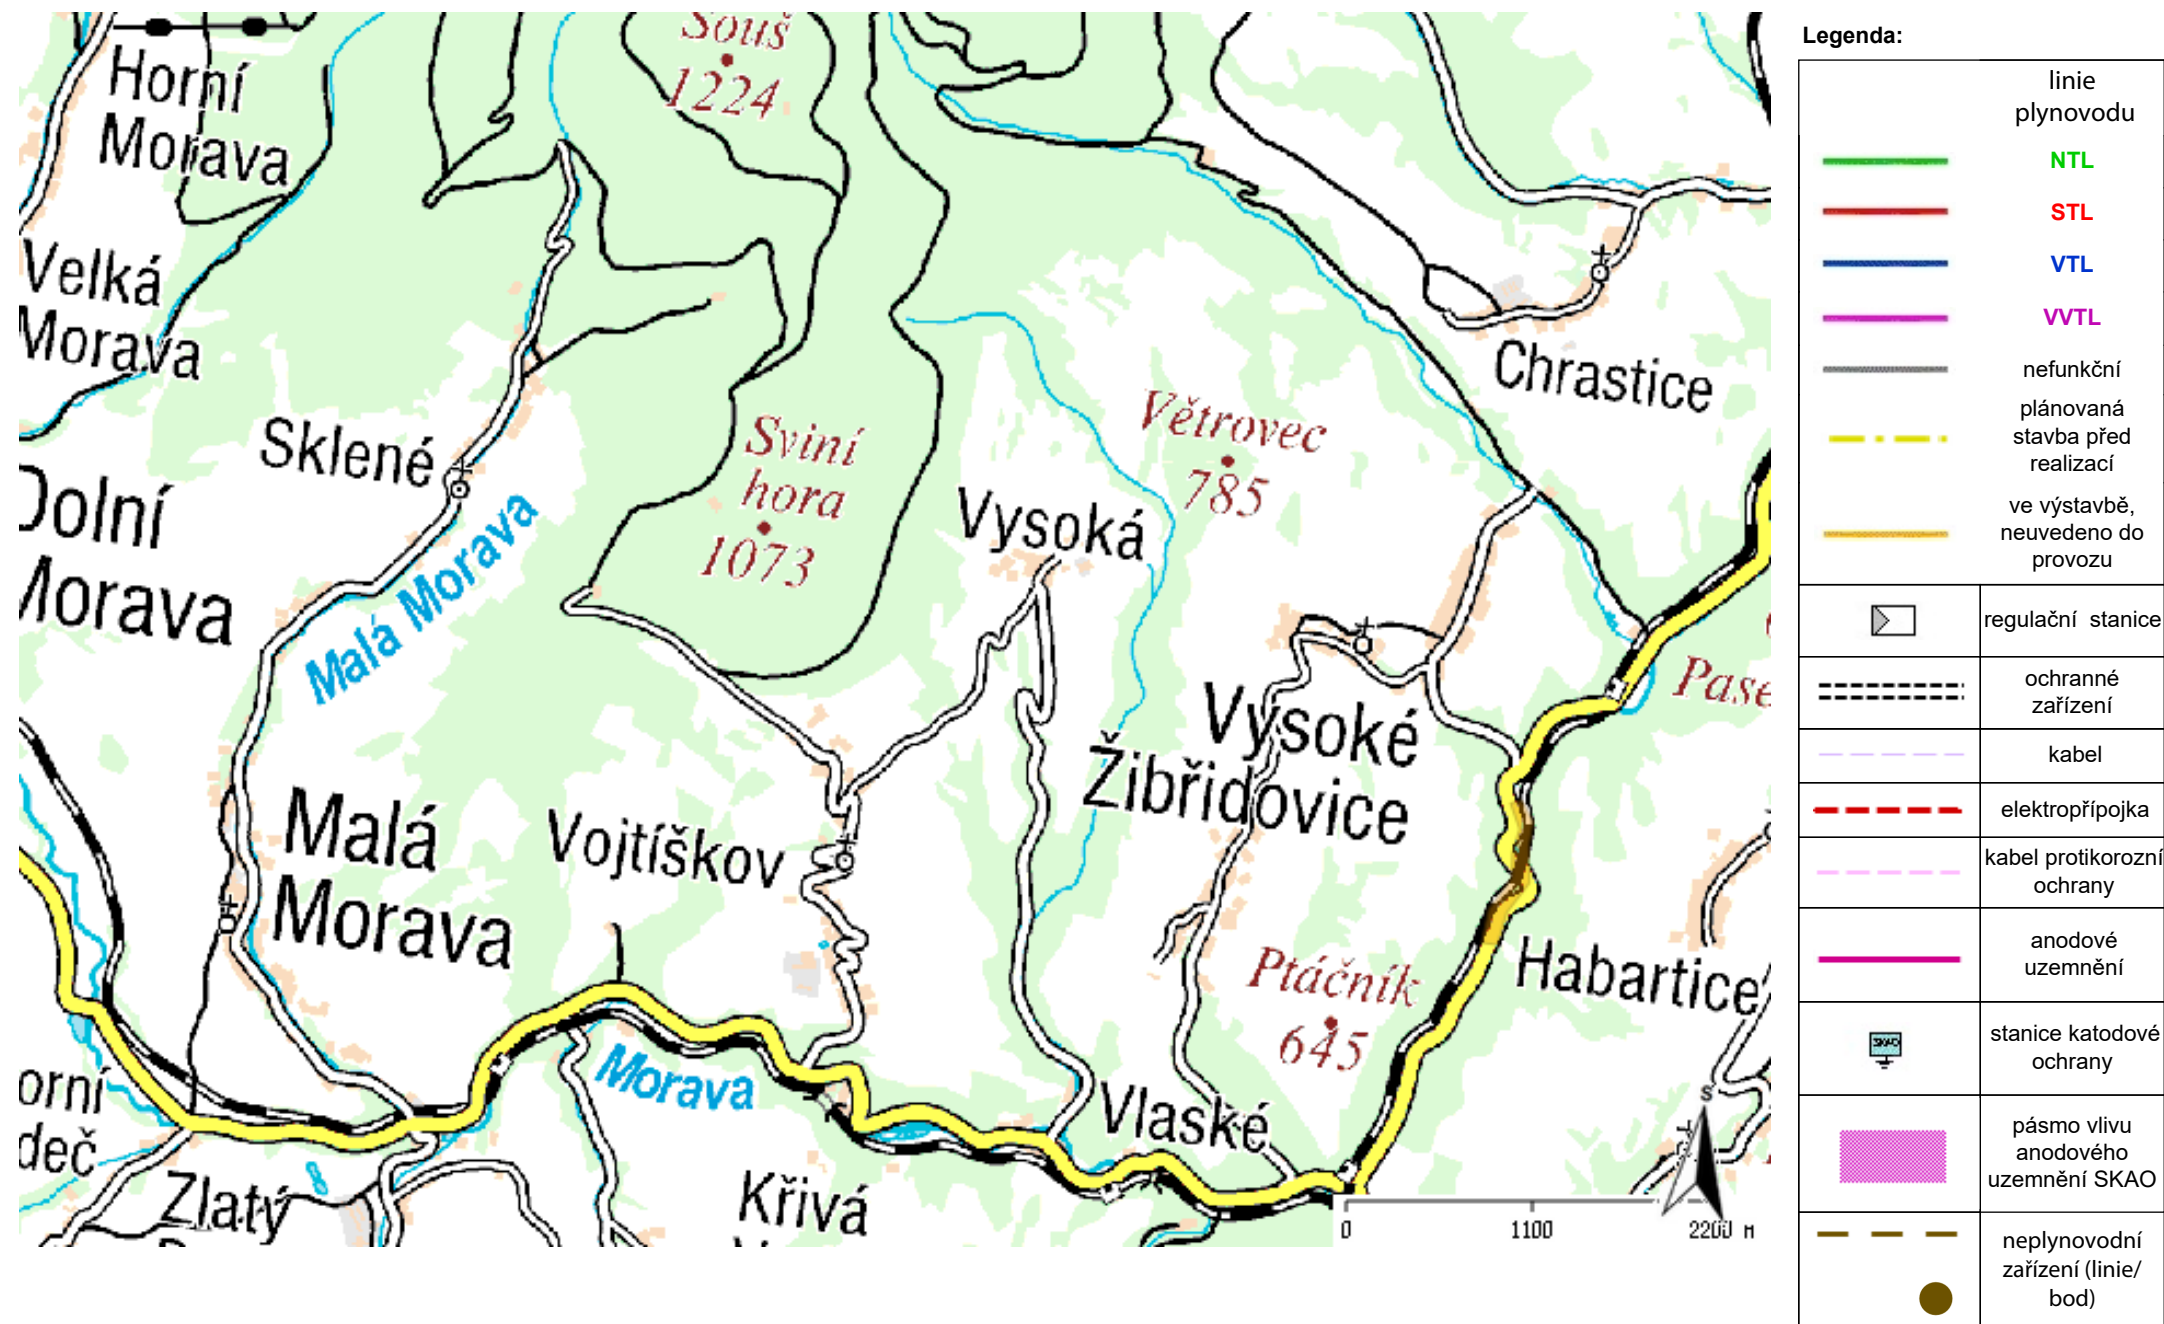 Souš
1224
Horní
Morava
Velká
Morava
Chrastice
Sklené
Větrovec
785
Sviní
hora
1073
Vysoká
Dolní
Morava
Malá Morava
Vysoké
Žibřidovice
Malá
Morava
Vojtíškov
Ptáčník
645
Habartice
Morava
Vlaské
orní
deč
Zlatý
Křivá
S
0 1100 2200 M
Legenda:
linie
plynovodu
NTL
STL
VTL
VVTL
nefunkční
plánovaná
stavba před
realizací
ve výstavbě,
neuvedeno do
provozu
regulační stanice
ochranné
zařízení
kabel
elektropřípojka
kabel protikorozní
ochrany
anodové
uzemnění
SKAO
stanice katodové
ochrany
pásmo vlivu
anodového
uzemnění SKAO
neplynovodní
zařízení (linie/
bod)